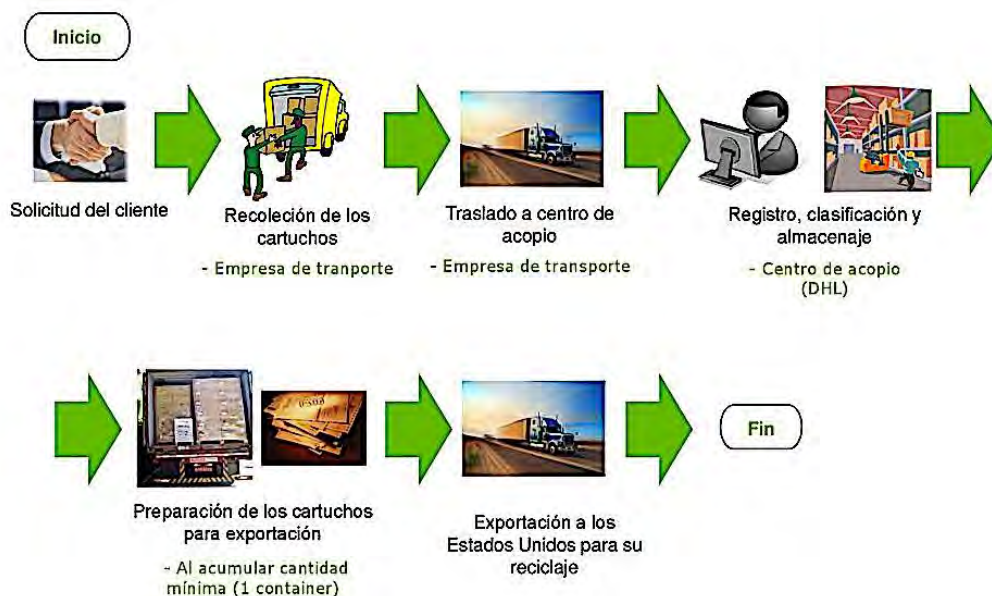 Inicio
Solicitud del cliente
Recoleción de los
cartuchos
- Empresa de tranporte
Traslado a centro de
acopio
- Empresa de transporte
Registro, clasificación y
almacenaje
- Centro de acopio
(DHL)
Preparación de los cartuchos
para exportación
- Al acumular cantidad
mínima (1 container)
Exportación a los
Estados Unidos para su
reciclaje
Fin